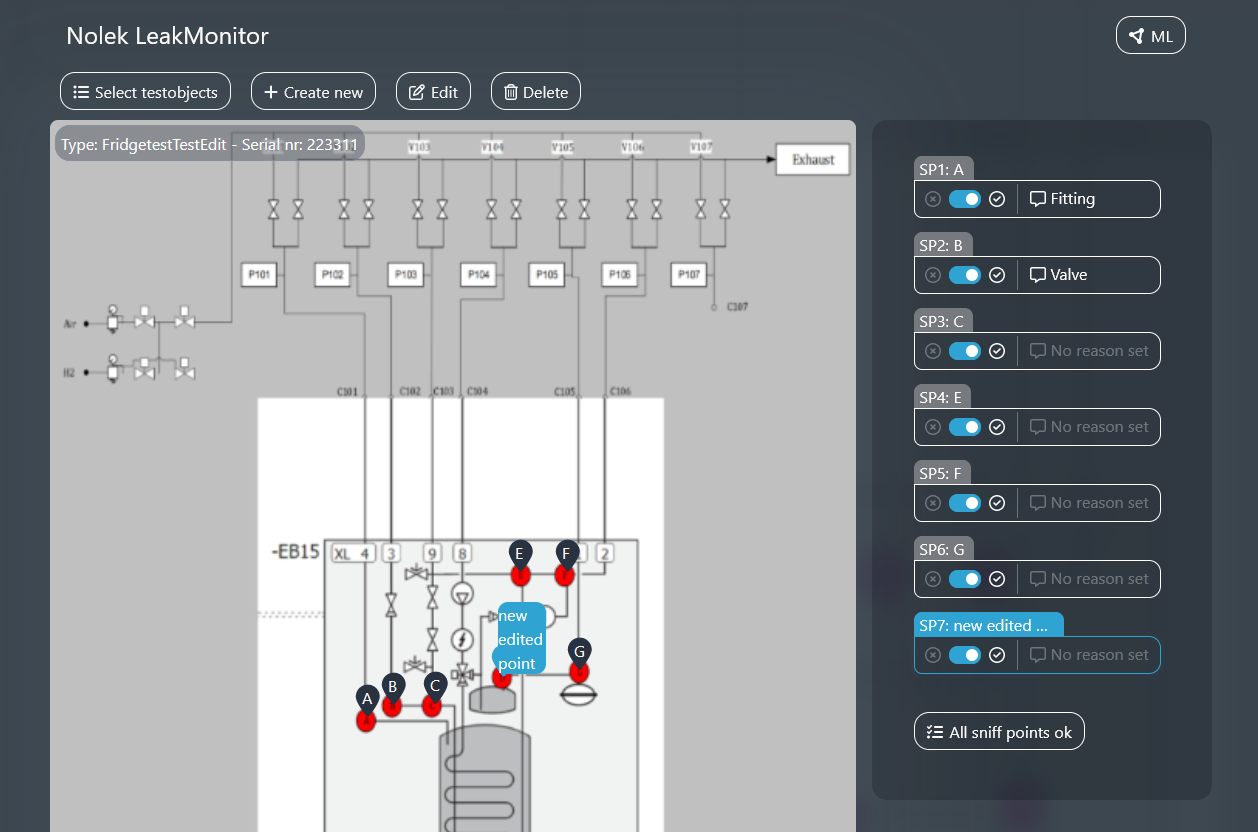 Nolek LeakMonitor
ML
Select testobjects
Create new
Edit
Delete
Type: FridgetestTestEdit - Serial nr: 223311
V103
V104
V105
V106
V107
Exhaust
P101
P102
P103
P104
P105
P106
P107
C107
Air
H2
C101
C102
C103
C104
C105
C106
-EB15
XL 4
3
9
8
2
E
F
new
edited
point
G
A
B
C
SP1: A
Fitting
SP2: B
Valve
SP3: C
No reason set
SP4: E
No reason set
SP5: F
No reason set
SP6: G
No reason set
SP7: new edited ...
No reason set
All sniff points ok